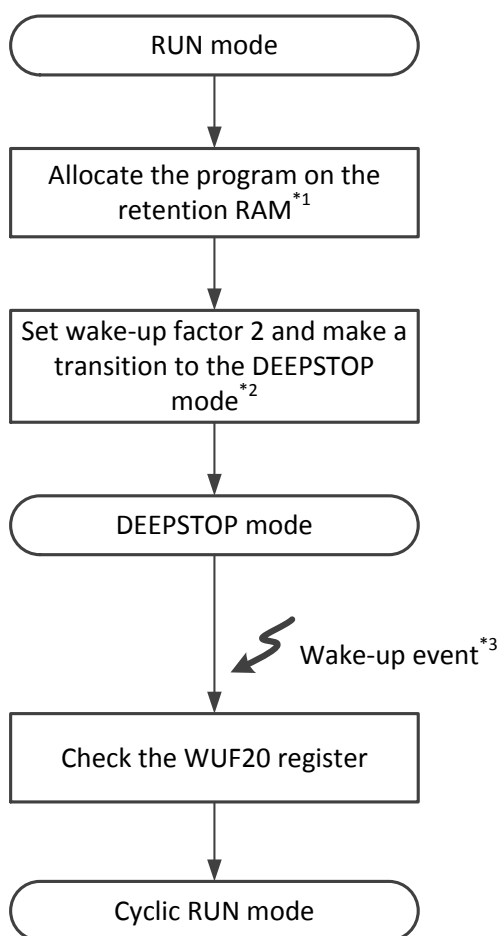 RUN mode
Allocate the program on the
retention RAM*1
Set wake-up factor 2 and make a
transition to the DEEPSTOP
mode*2
DEEPSTOP mode
Wake-up event*3
Check the WUF20 register
Cyclic RUN mode